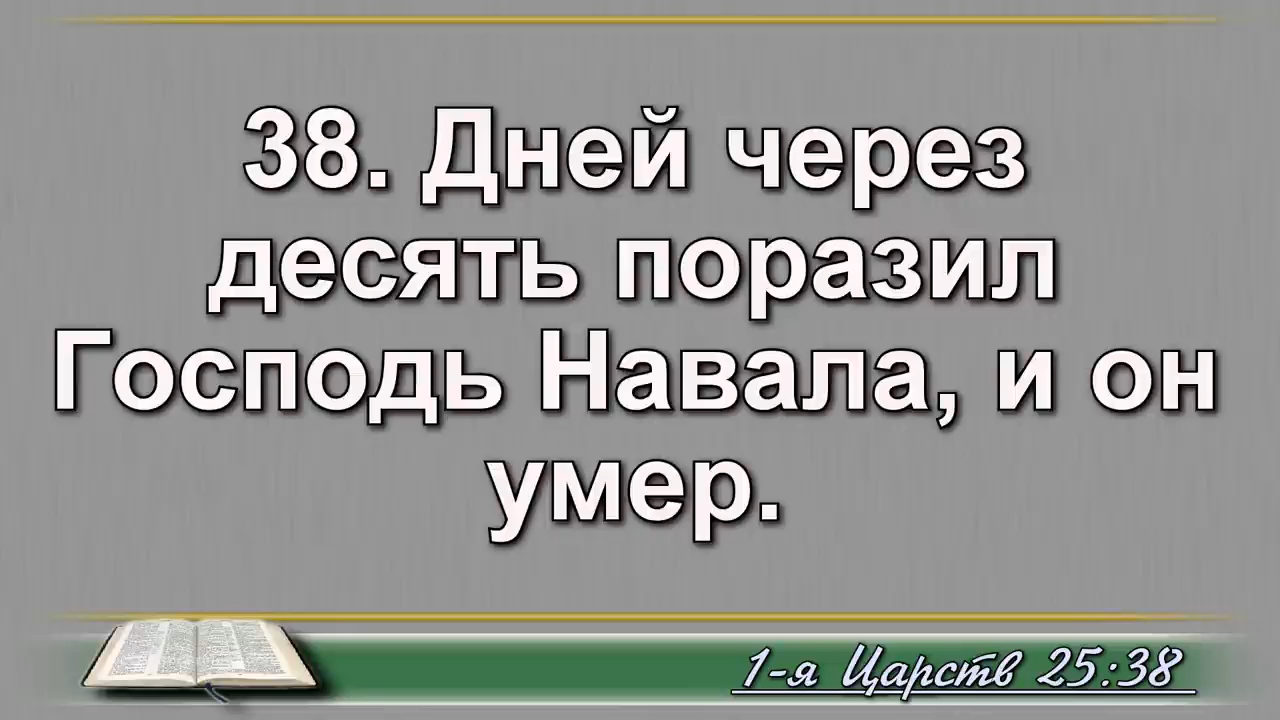 38. Дней через
десять поразил
Господь Навала, и он
умер.
1-я Царств 25:38